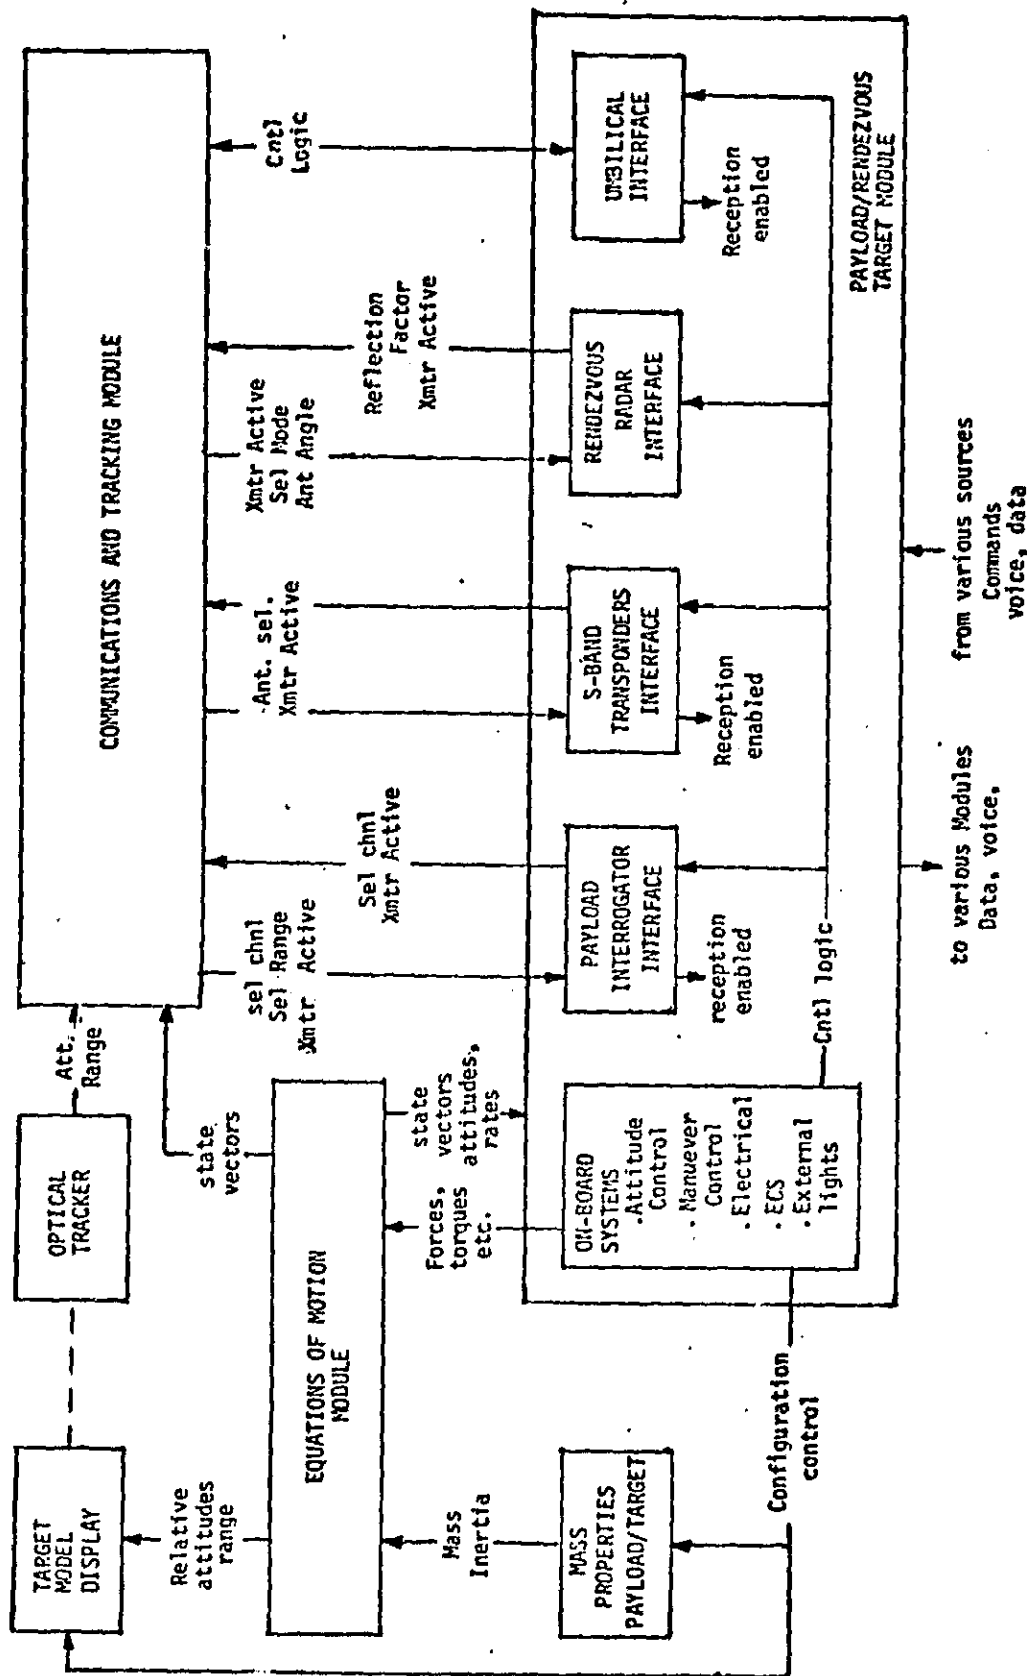 TARGET
MODEL
DISPLAY
OPTICAL
TRACKER
Att.
Range
COMMUNICATIONS AND TRACKING MODULE
Relative
attitudes
range
state
vectors
EQUATIONS OF MOTION
MODULE
Mass
Inertia
Forces,
torques
etc.
state
vectors
attitudes,
rates
sel chnl
Sel Range
Xmtr Active
Sel chnl
Xmtr Active
Ant. sel.
Xmtr Active
Xmtr Active
Sel Mode
Ant Angle
Reflection
Factor
Xmtr Active
Cntl
Logic
MASS
PROPERTIES
PAYLOAD/TARGET
ON-BOARD
SYSTEMS
. Attitude
Control
. Manuever
Control
. Electrical
. ECS
. External
lights
PAYLOAD
INTERROGATOR
INTERFACE
reception
enabled
S-BAND
TRANSPONDERS
INTERFACE
Reception
enabled
RENDEZVOUS
RADAR
INTERFACE
UMBILICAL
INTERFACE
Reception
enabled
Cntl logic
PAYLOAD/RENDEZVOUS
TARGET MODULE
Configuration
control
to various Modules
Data, voice,
from various sources
Commands
voice, data